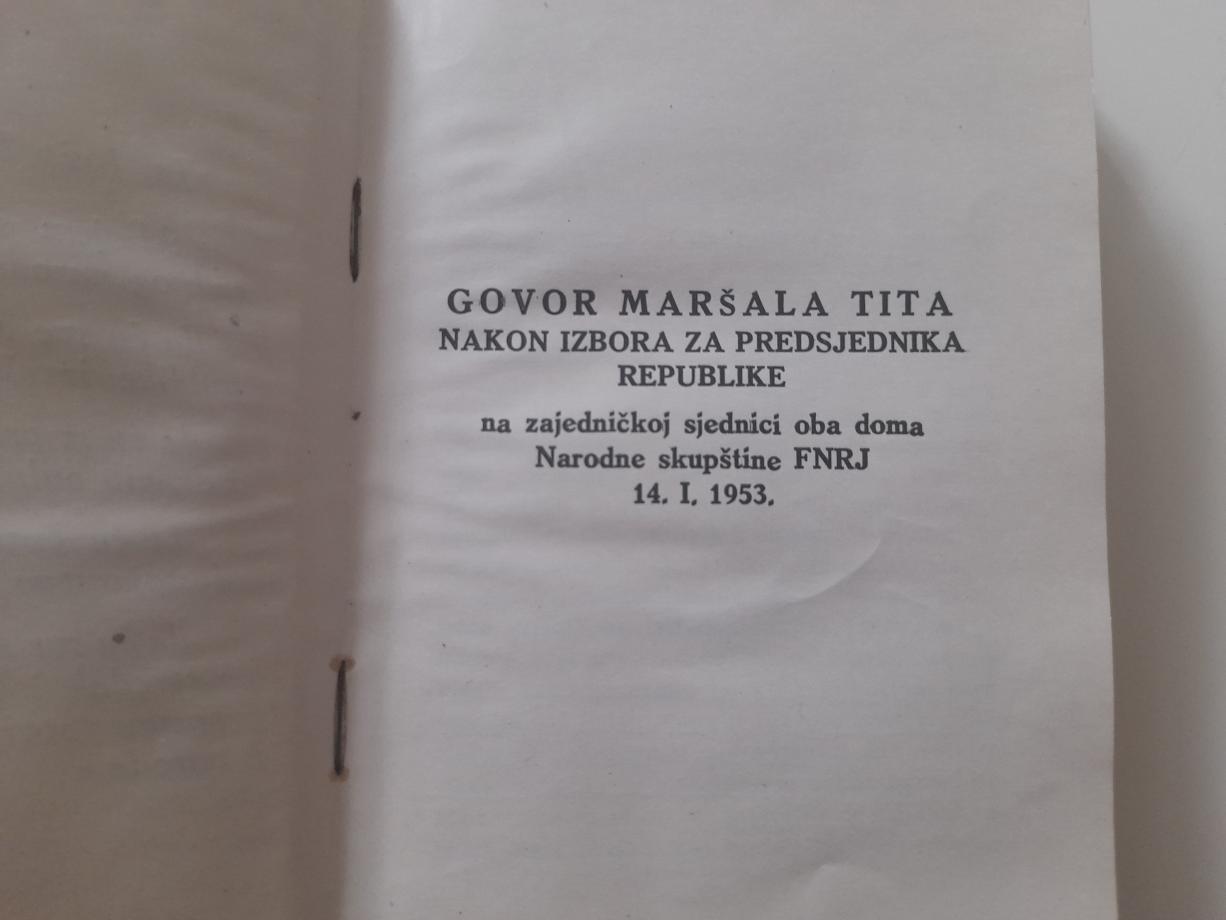 GOVOR MARŠALA TITA
NAKON IZBORA ZA PREDSJEDNIKA
REPUBLIKE
na zajedničkoj sjednici oba doma
Narodne skupštine FNRJ
14. I. 1953.